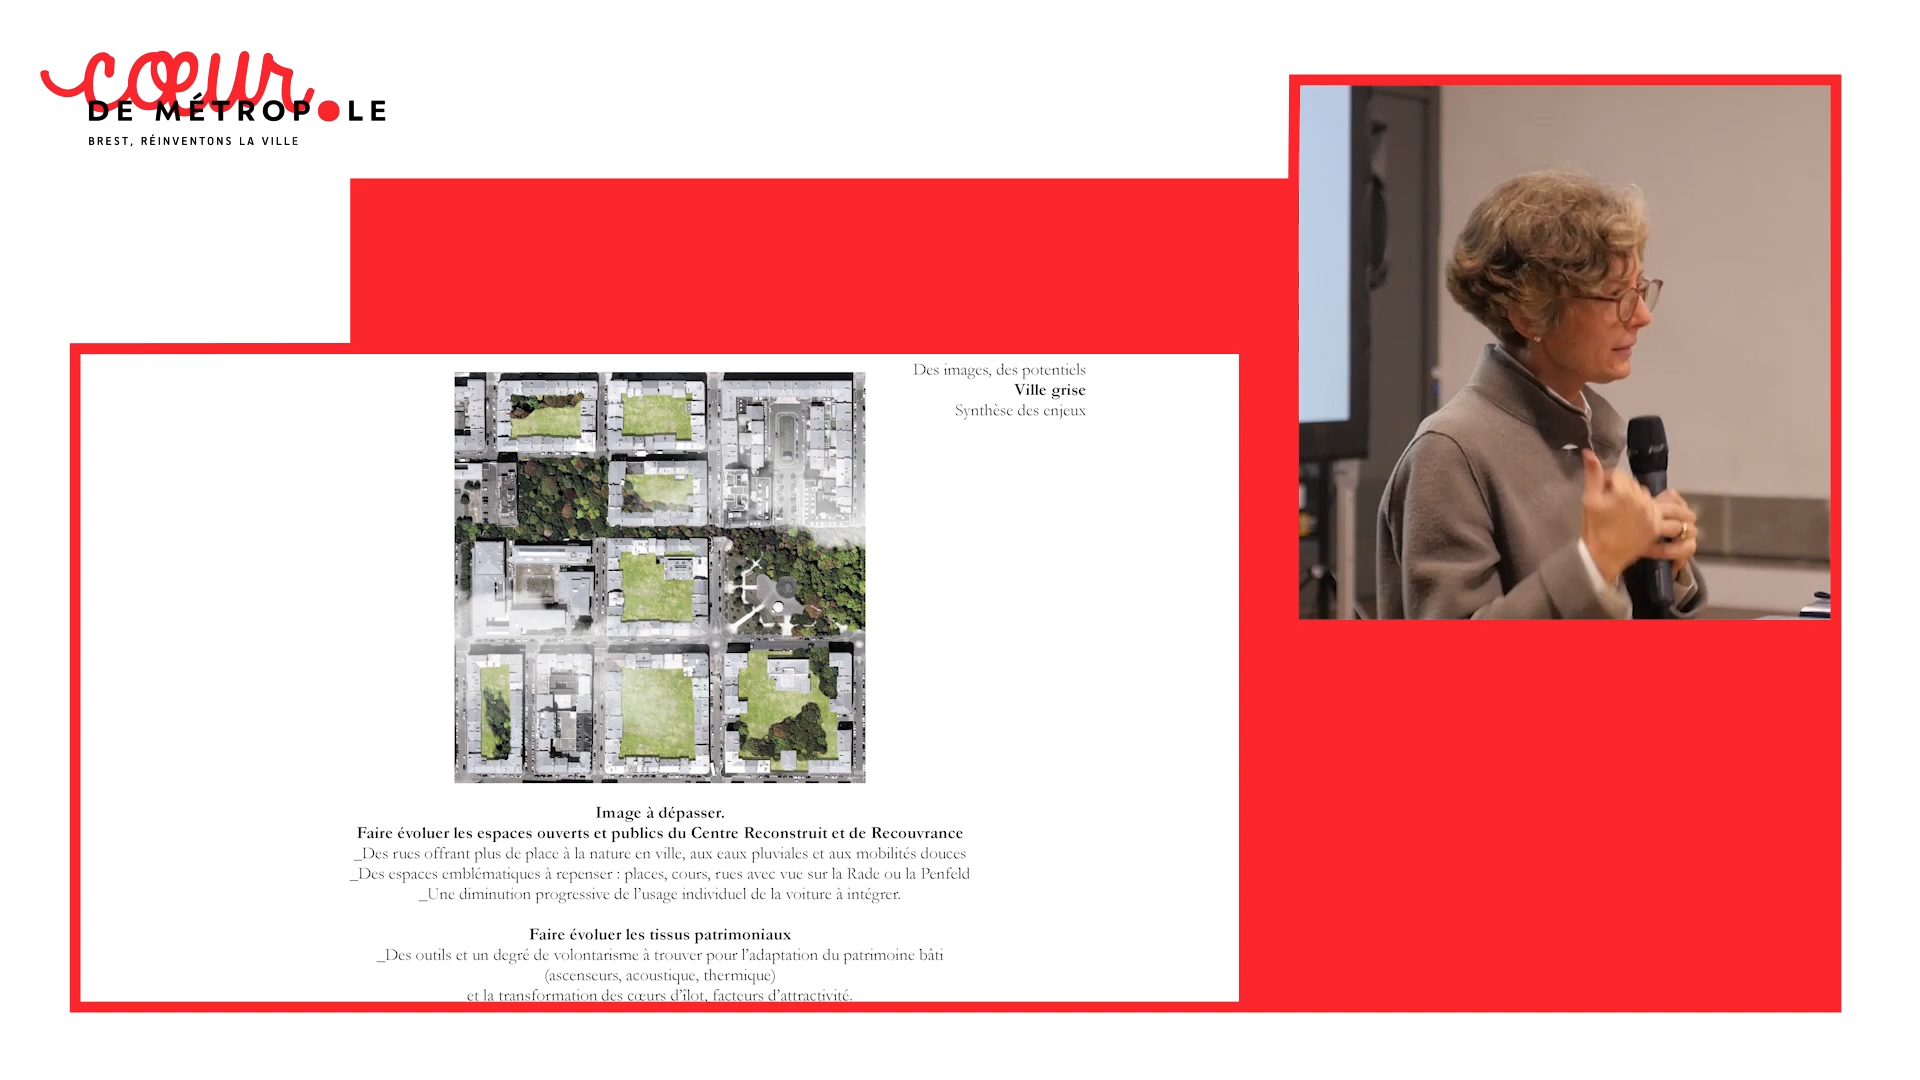 cœur
DE MÉTROPOLE
BREST, RÉINVENTONS LA VILLE
Des images, des potentiels
Ville grise
Synthèse des enjeux
Image à dépasser.
Faire évoluer les espaces ouverts et publics du Centre Reconstruit et de Recouvrance
_Des rues offrant plus de place à la nature en ville, aux eaux pluviales et aux mobilités douces
_Des espaces emblématiques à repenser : places, cours, rues avec vue sur la Rade ou la Penfeld
_Une diminution progressive de l'usage individuel de la voiture à intégrer.
Faire évoluer les tissus patrimoniaux
_Des outils et un degré de volontarisme à trouver pour l'adaptation du patrimoine bâti
(ascenseurs, acoustique, thermique)
et la transformation des cœurs d'îlot, facteurs d'attractivité.